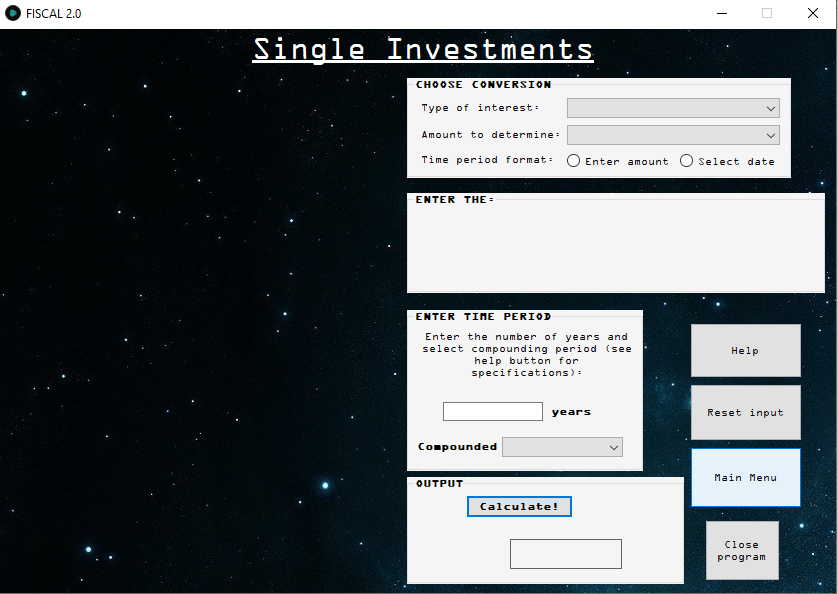 FISCAL 2.0
Single Investments
CHOOSE CONVERSION
Type of interest:
Amount to determine:
Time period format:
Enter amount
Select date
ENTER THE:
ENTER TIME PERIOD
Enter the number of years and
select compounding period (see
help button for
specifications):
years
Compounded
Help
Reset input
Main Menu
OUTPUT
Calculate!
Close
program